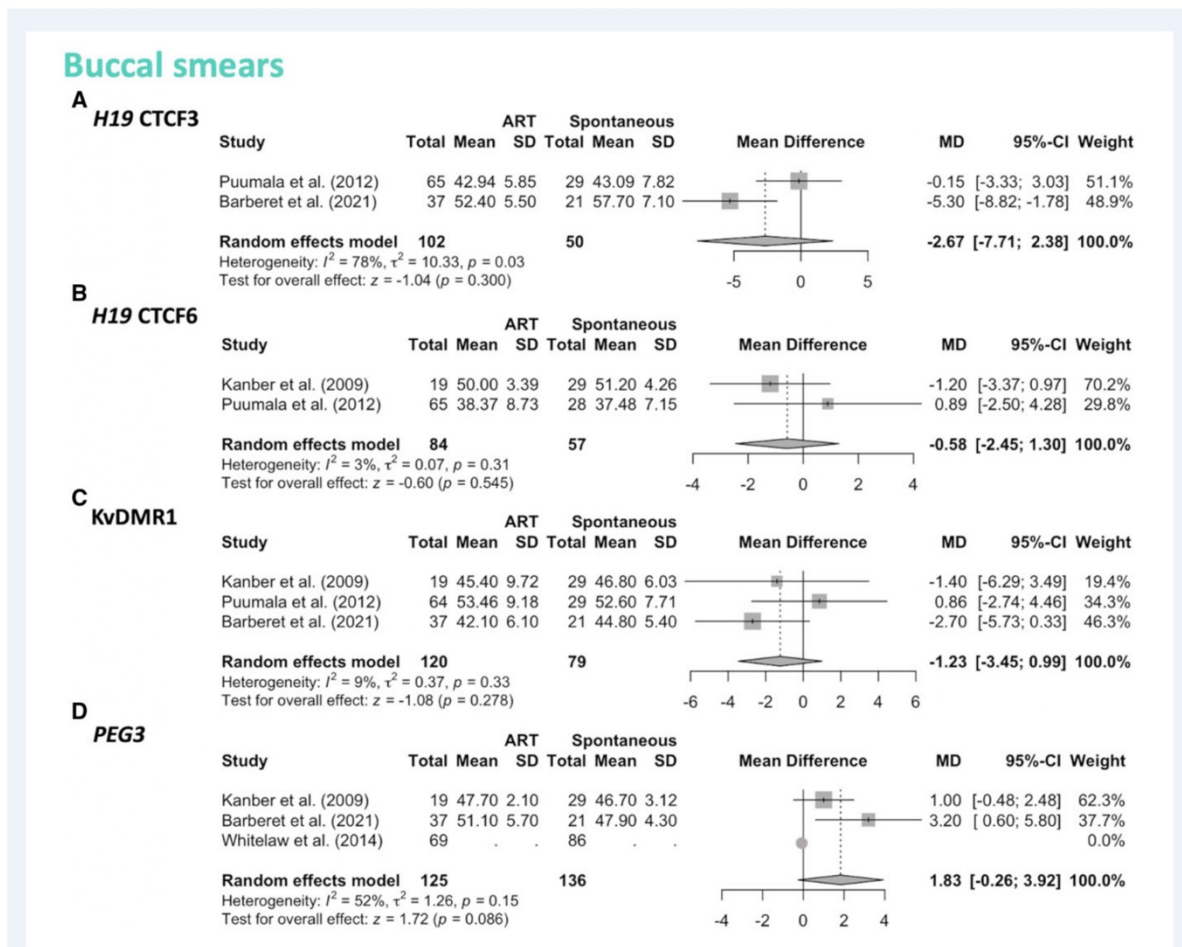 Buccal smears
A
H19 CTCF3
ART Spontaneous
Study Total Mean SD Total Mean SD Mean Difference MD 95%-CI Weight
Puumala et al. (2012) 65 42.94 5.85 29 43.09 7.82 -0.15 [-3.33; 3.03] 51.1%
Barberet et al. (2021) 37 52.40 5.50 21 57.70 7.10 -5.30 [-8.82; -1.78] 48.9%
Random effects model 102 50 -2.67 [-7.71; 2.38] 100.0%
Heterogeneity: I² = 78%, τ² = 10.33, p = 0.03
Test for overall effect: z = -1.04 (p = 0.300)
-5 0 5
B
H19 CTCF6
ART Spontaneous
Study Total Mean SD Total Mean SD Mean Difference MD 95%-CI Weight
Kanber et al. (2009) 19 50.00 3.39 29 51.20 4.26 -1.20 [-3.37; 0.97] 70.2%
Puumala et al. (2012) 65 38.37 8.73 28 37.48 7.15 0.89 [-2.50; 4.28] 29.8%
Random effects model 84 57 -0.58 [-2.45; 1.30] 100.0%
Heterogeneity: I² = 3%, τ² = 0.07, p = 0.31
Test for overall effect: z = -0.60 (p = 0.545)
-4 -2 0 2 4
C
KvDMR1
ART Spontaneous
Study Total Mean SD Total Mean SD Mean Difference MD 95%-CI Weight
Kanber et al. (2009) 19 45.40 9.72 29 46.80 6.03 -1.40 [-6.29; 3.49] 19.4%
Puumala et al. (2012) 64 53.46 9.18 29 52.60 7.71 0.86 [-2.74; 4.46] 34.3%
Barberet et al. (2021) 37 42.10 6.10 21 44.80 5.40 -2.70 [-5.73; 0.33] 46.3%
Random effects model 120 79 -1.23 [-3.45; 0.99] 100.0%
Heterogeneity: I² = 9%, τ² = 0.37, p = 0.33
Test for overall effect: z = -1.08 (p = 0.278)
-6 -4 -2 0 2 4 6
D
PEG3
ART Spontaneous
Study Total Mean SD Total Mean SD Mean Difference MD 95%-CI Weight
Kanber et al. (2009) 19 47.70 2.10 29 46.70 3.12 1.00 [-0.48; 2.48] 62.3%
Barberet et al. (2021) 37 51.10 5.70 21 47.90 4.30 3.20 [ 0.60; 5.80] 37.7%
Whitelaw et al. (2014) 69 . . 86 . . 0.0%
Random effects model 125 136 1.83 [-0.26; 3.92] 100.0%
Heterogeneity: I² = 52%, τ² = 1.26, p = 0.15
Test for overall effect: z = 1.72 (p = 0.086)
-4 -2 0 2 4